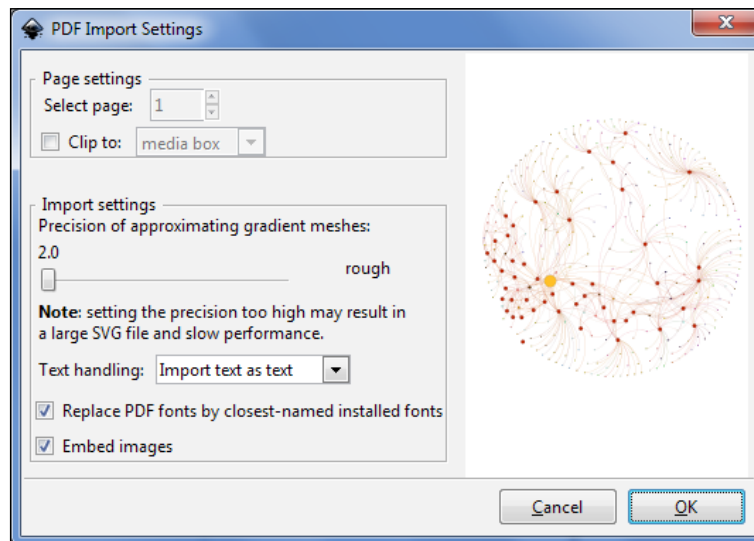 PDF Import Settings
Page settings
Select page: 1
Clip to: media box
Import settings
Precision of approximating gradient meshes:
2.0
rough
Note: setting the precision too high may result in
a large SVG file and slow performance.
Text handling: Import text as text
Replace PDF fonts by closest-named installed fonts
Embed images
Cancel OK